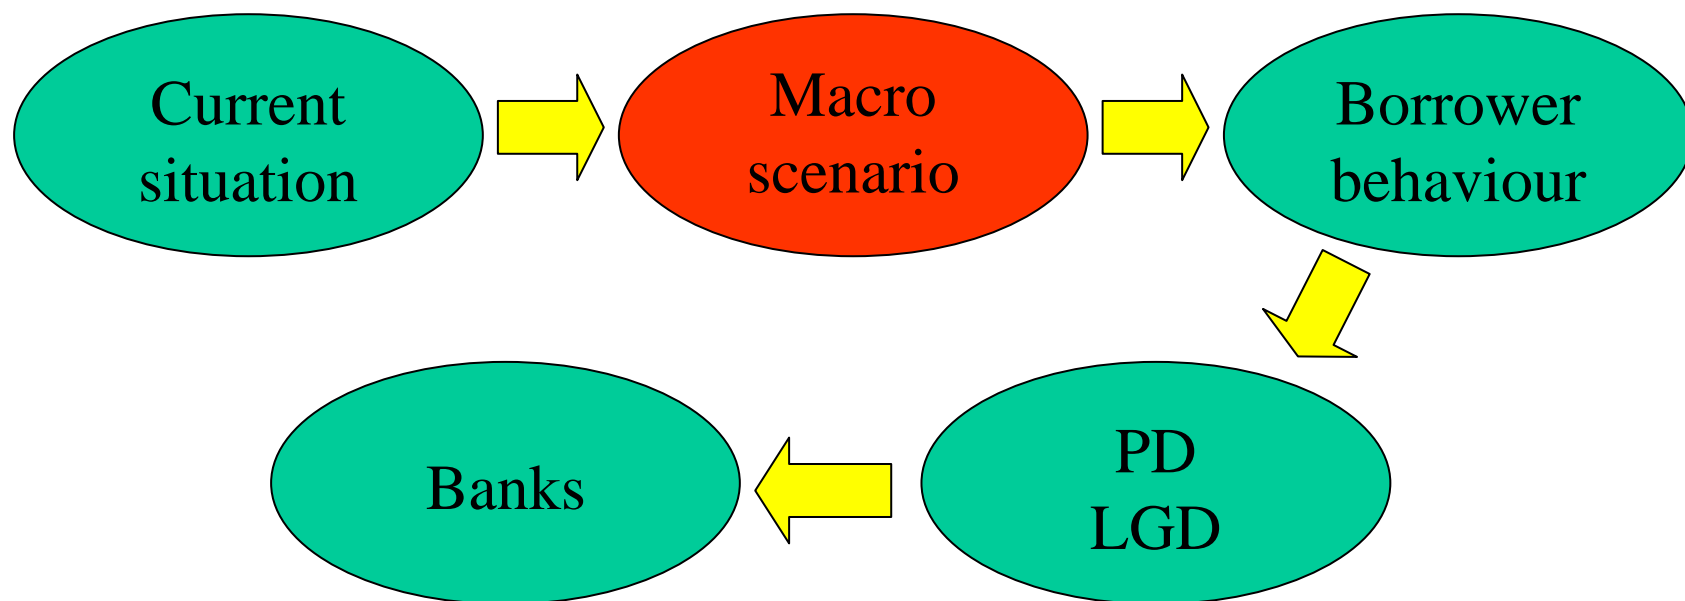 Current
situation
Macro
scenario
Borrower
behaviour
Banks
PD
LGD